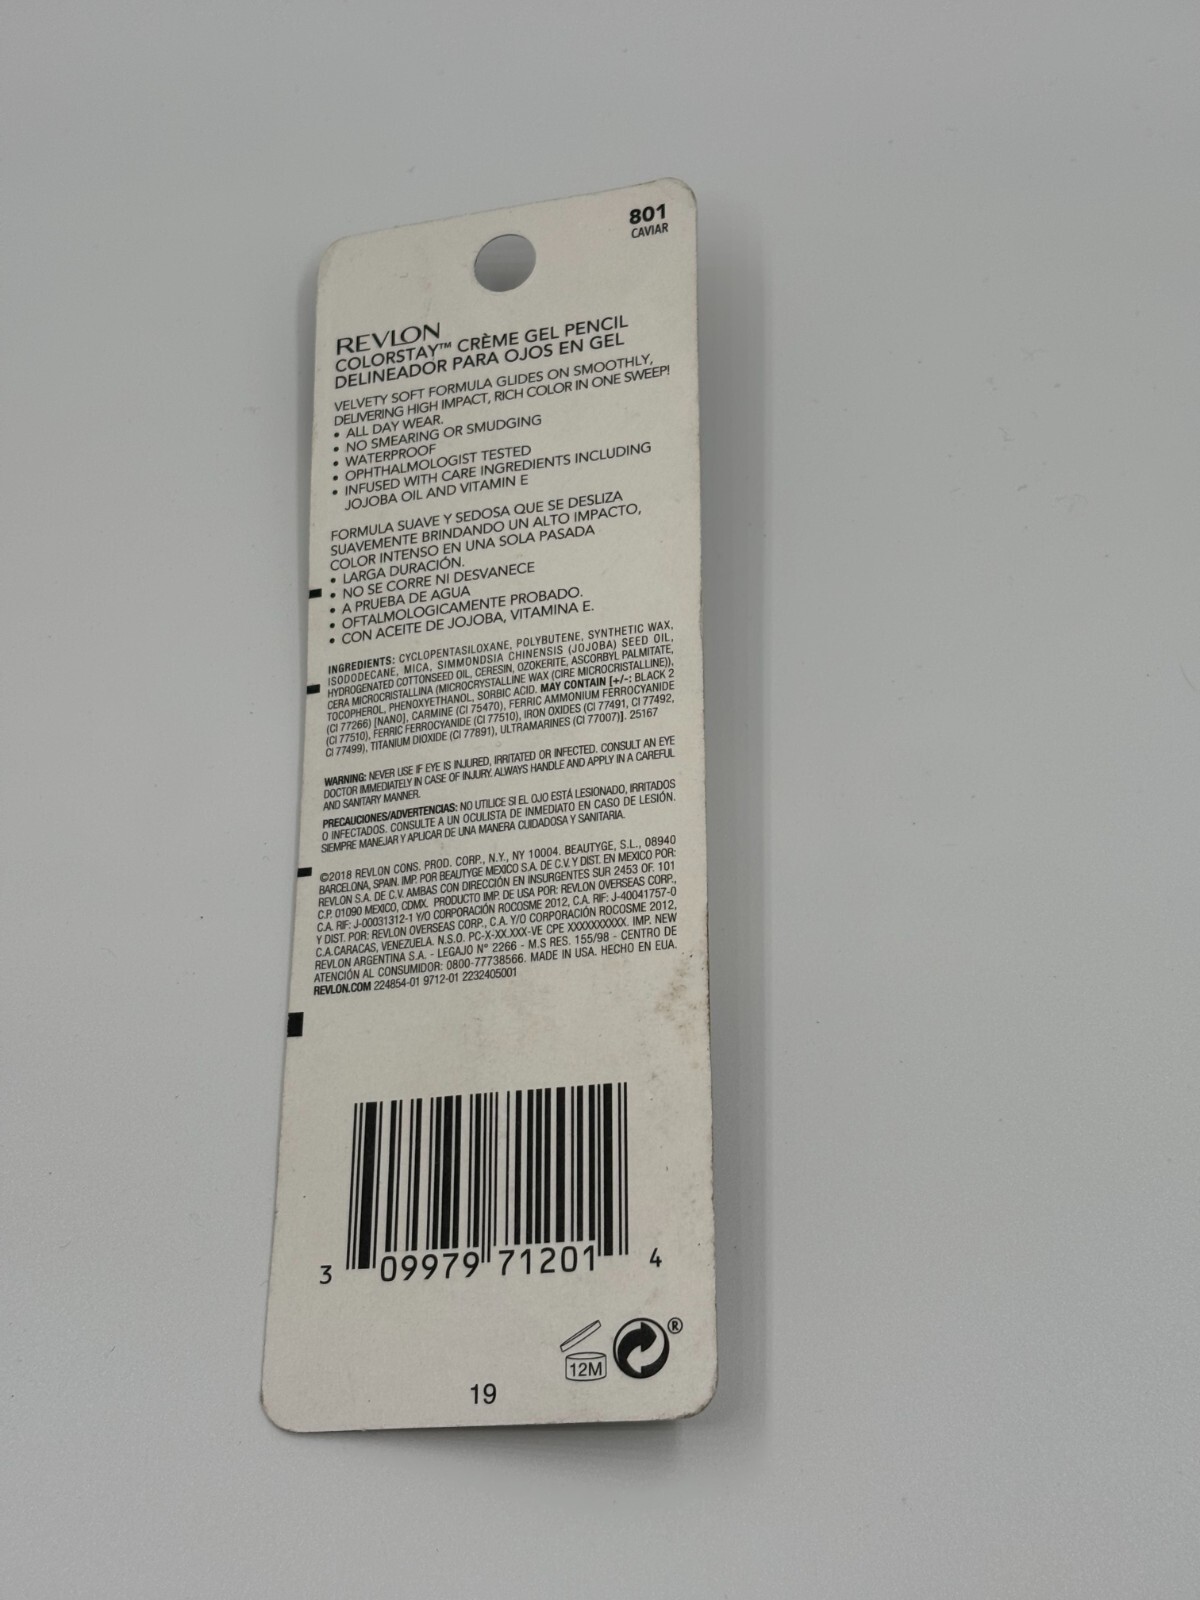 801
CAVIAR
REVLON
COLORSTAY™ CRÈME GEL PENCIL
DELINEADOR PARA OJOS EN GEL
VELVETY SOFT FORMULA GLIDES ON SMOOTHLY,
DELIVERING HIGH IMPACT, RICH COLOR IN ONE SWEEP!
• ALL DAY WEAR.
• NO SMEARING OR SMUDGING
• WATERPROOF
• OPHTHALMOLOGIST TESTED
• INFUSED WITH CARE INGREDIENTS INCLUDING
JOJOBA OIL AND VITAMIN E
FORMULA SUAVE Y SEDOSA QUE SE DESLIZA
SUAVEMENTE BRINDANDO UN ALTO IMPACTO,
COLOR INTENSO EN UNA SOLA PASADA
• LARGA DURACIÓN.
• NO SE CORRE NI DESVANECE
• A PRUEBA DE AGUA
• OFTALMOLOGICAMENTE PROBADO.
• CON ACEITE DE JOJOBA, VITAMINA E.
INGREDIENTS: CYCLOPENTASILOXANE, POLYBUTENE, SYNTHETIC WAX,
ISODODECANE, MICA, SIMMONDSIA CHINENSIS (JOJOBA) SEED OIL,
HYDROGENATED COTTONSEED OIL, CERESIN, OZOKERITE, ASCORBYL PALMITATE,
CERA MICROCRISTALLINA (MICROCRYSTALLINE WAX (CIRE MICROCRISTALLINE)),
TOCOPHEROL, PHENOXYETHANOL, SORBIC ACID. MAY CONTAIN [+/-: BLACK 2
(CI 77266) [NANO], CARMINE (CI 75470), FERRIC AMMONIUM FERROCYANIDE
(CI 77510), FERRIC FERROCYANIDE (CI 77510), IRON OXIDES (CI 77491, CI 77492,
CI 77499), TITANIUM DIOXIDE (CI 77891), ULTRAMARINES (CI 77007)]. 25167
WARNING: NEVER USE IF EYE IS INJURED, IRRITATED OR INFECTED. CONSULT AN EYE
DOCTOR IMMEDIATELY IN CASE OF INJURY. ALWAYS HANDLE AND APPLY IN A CAREFUL
AND SANITARY MANNER.
PRECAUCIONES/ADVERTENCIAS: NO UTILICE SI EL OJO ESTÁ LESIONADO, IRRITADOS
O INFECTADOS. CONSULTE A UN OCULISTA DE INMEDIATO EN CASO DE LESIÓN.
SIEMPRE MANEJAR Y APLICAR DE UNA MANERA CUIDADOSA Y SANITARIA.
©2018 REVLON CONS. PROD. CORP., N.Y., NY 10004. BEAUTYGE, S.L., 08940
BARCELONA, SPAIN. IMP. POR BEAUTYGE MEXICO S.A. DE C.V. Y DIST. EN MEXICO POR:
REVLON S.A. DE C.V. AMBAS CON DIRECCIÓN EN INSURGENTES SUR 2453 OF. 101
C.P. 01090 MEXICO, CDMX. PRODUCTO IMP. DE USA POR: REVLON OVERSEAS CORP.,
C.A. RIF: J-00031312-1 Y/O CORPORACIÓN ROCOSME 2012, C.A. RIF: J-40041757-0
Y DIST. POR: REVLON OVERSEAS CORP., C.A. Y/O CORPORACIÓN ROCOSME 2012,
C.A.CARACAS, VENEZUELA. N.S.O. PC-X-XX.XXX-VE CPE XXXXXXXXXX. IMP. NEW
REVLON ARGENTINA S.A. - LEGAJO N° 2266 - M.S RES. 155/98 - CENTRO DE
ATENCIÓN AL CONSUMIDOR: 0800-77738566. MADE IN USA. HECHO EN EUA.
REVLON.COM 224854-01 9712-01 2232405001
3 09979 71201 4
12M
®
19